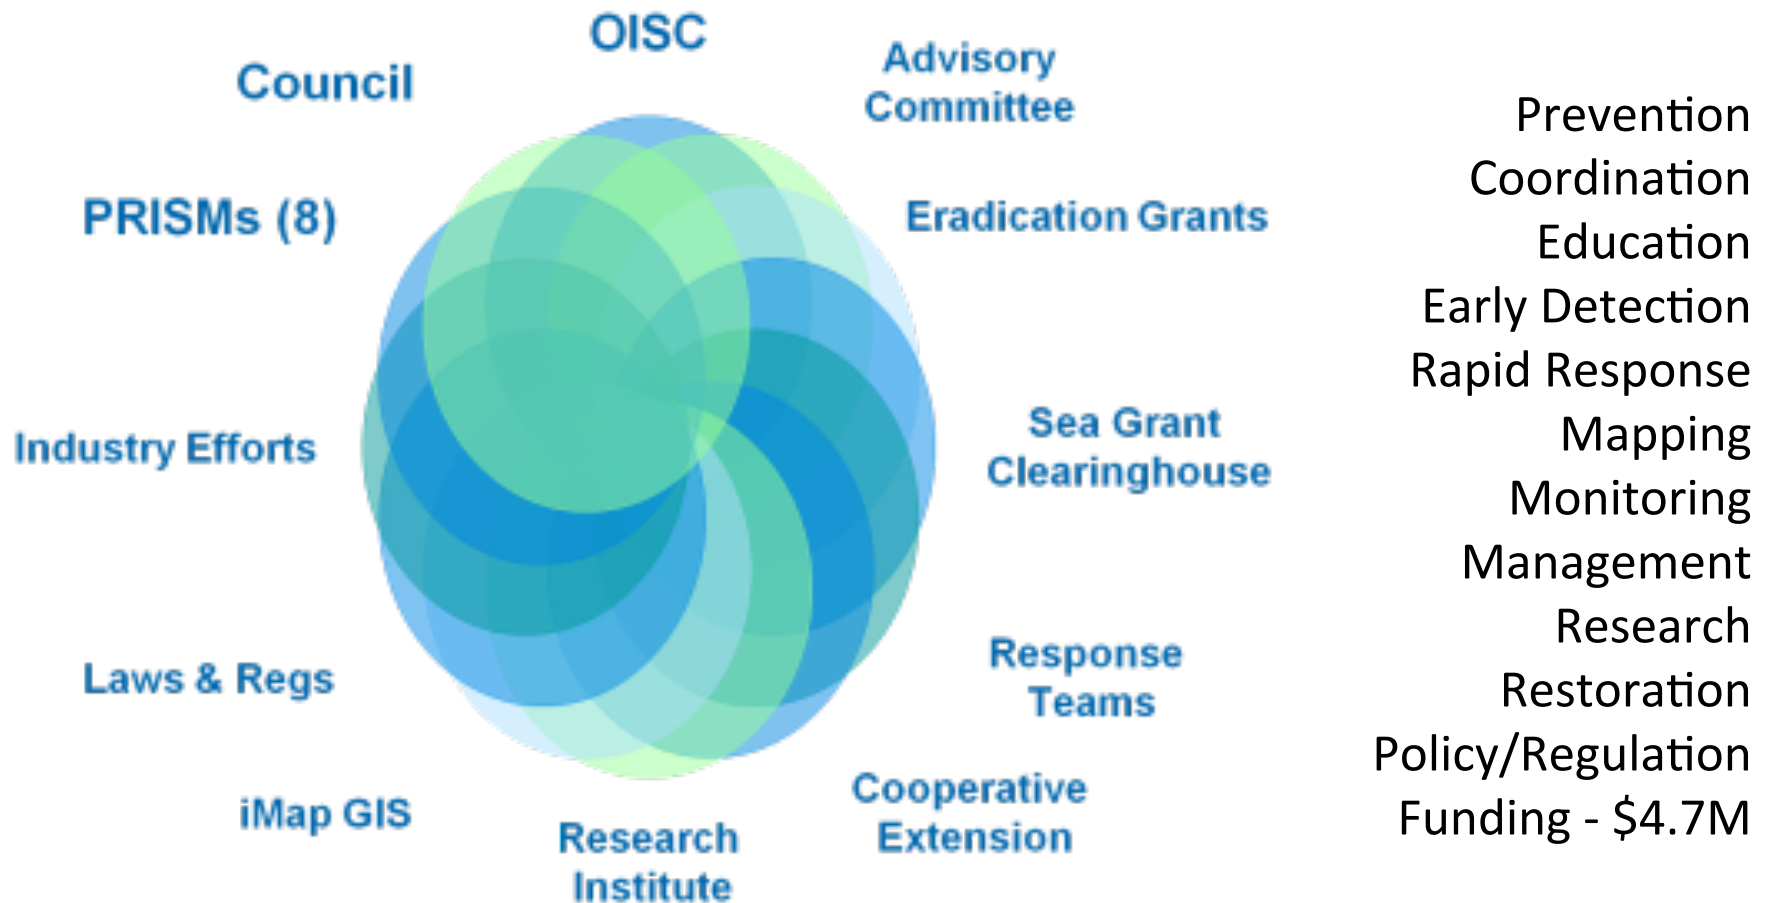 OISC
Council
Advisory
Committee
PRISMs (8)
Eradication Grants
Industry Efforts
Sea Grant
Clearinghouse
Laws & Regs
Response
Teams
iMap GIS
Cooperative
Extension
Research
Institute
Prevention
Coordination
Education
Early Detection
Rapid Response
Mapping
Monitoring
Management
Research
Restoration
Policy/Regulation
Funding - $4.7M